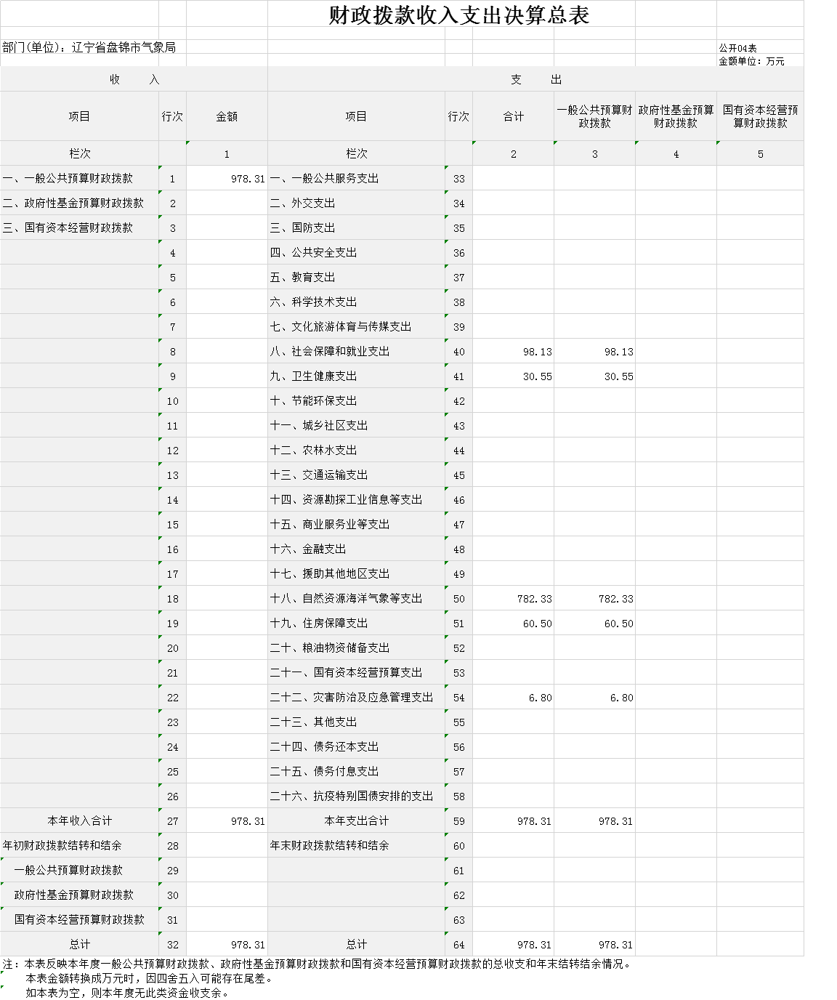 财政拨款收入支出决算总表
部门(单位)：辽宁省盘锦市气象局
公开04表
金额单位：万元
收 入 支 出
项目 行次 金额 项目 行次 合计 一般公共预算财政拨款 政府性基金预算财政拨款 国有资本经营预算财政拨款
栏次 1 栏次 2 3 4 5
一、一般公共预算财政拨款 1 978.31 一、一般公共服务支出 33
二、政府性基金预算财政拨款 2 二、外交支出 34
三、国有资本经营财政拨款 3 三、国防支出 35
4 四、公共安全支出 36
5 五、教育支出 37
6 六、科学技术支出 38
7 七、文化旅游体育与传媒支出 39
8 八、社会保障和就业支出 40 98.13 98.13
9 九、卫生健康支出 41 30.55 30.55
10 十、节能环保支出 42
11 十一、城乡社区支出 43
12 十二、农林水支出 44
13 十三、交通运输支出 45
14 十四、资源勘探工业信息等支出 46
15 十五、商业服务业等支出 47
16 十六、金融支出 48
17 十七、援助其他地区支出 49
18 十八、自然资源海洋气象等支出 50 782.33 782.33
19 十九、住房保障支出 51 60.50 60.50
20 二十、粮油物资储备支出 52
21 二十一、国有资本经营预算支出 53
22 二十二、灾害防治及应急管理支出 54 6.80 6.80
23 二十三、其他支出 55
24 二十四、债务还本支出 56
25 二十五、债务付息支出 57
26 二十六、抗疫特别国债安排的支出 58
本年收入合计 27 978.31 本年支出合计 59 978.31 978.31
年初财政拨款结转和结余 28 年末财政拨款结转和结余 60
一般公共预算财政拨款 29 61
政府性基金预算财政拨款 30 62
国有资本经营预算财政拨款 31 63
总计 32 978.31 总计 64 978.31 978.31
注：本表反映本年度一般公共预算财政拨款、政府性基金预算财政拨款和国有资本经营预算财政拨款的总收支和年末结转结余情况。
本表金额转换成万元时，因四舍五入可能存在尾差。
如本表为空，则本年度无此类资金收支余。